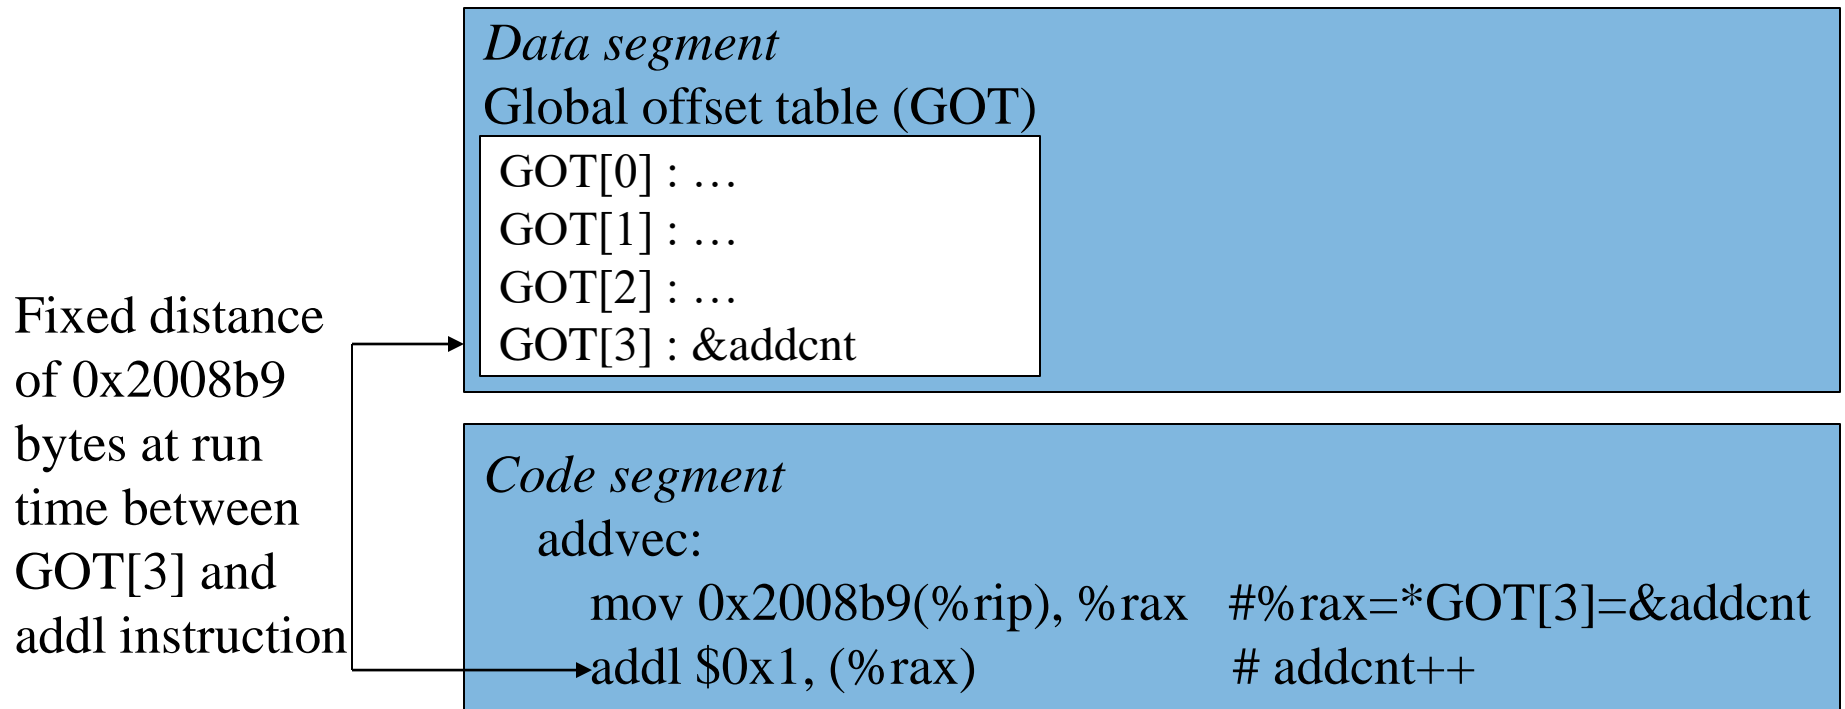 Data segment
Global offset table (GOT)
GOT[0] : …
GOT[1] : …
GOT[2] : …
GOT[3] : &addcnt
Fixed distance
of 0x2008b9
bytes at run
time between
GOT[3] and
addl instruction
Code segment
addvec:
mov 0x2008b9(%rip), %rax #%rax=*GOT[3]=&addcnt
addl $0x1, (%rax) # addcnt++